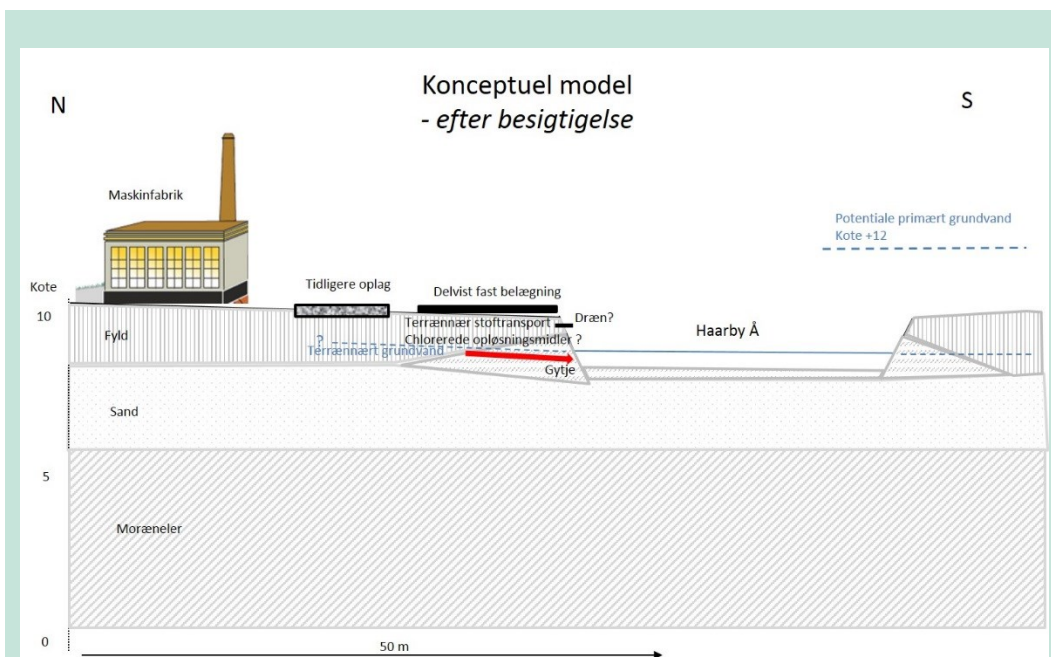 Konceptuel model
- efter besigtigelse
N
S
Maskinfabrik
Potentiale primært grundvand
Kote +12
Kote
10
Tidligere oplag
Delvist fast belægning
Dræn?
Terrænnær stoftransport
Chlorerede opløsningsmidler ?
Haarby Å
Fyld
?
Terrænnært grundvand
Gytje
Sand
5
Moræneler
0
50 m